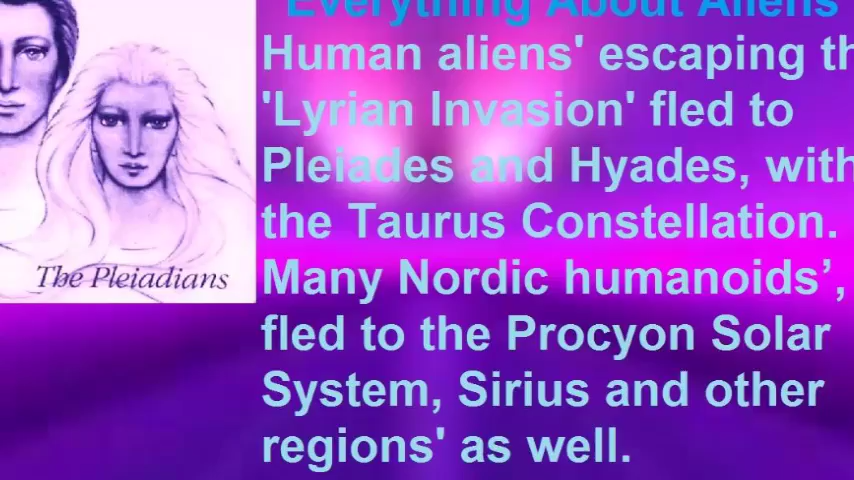 "Everything About Aliens"
Human aliens' escaping th
'Lyrian Invasion' fled to
Pleiades and Hyades, with
the Taurus Constellation.
The Pleiadians
Many Nordic humanoids’,
fled to the Procyon Solar
System, Sirius and other
regions' as well.